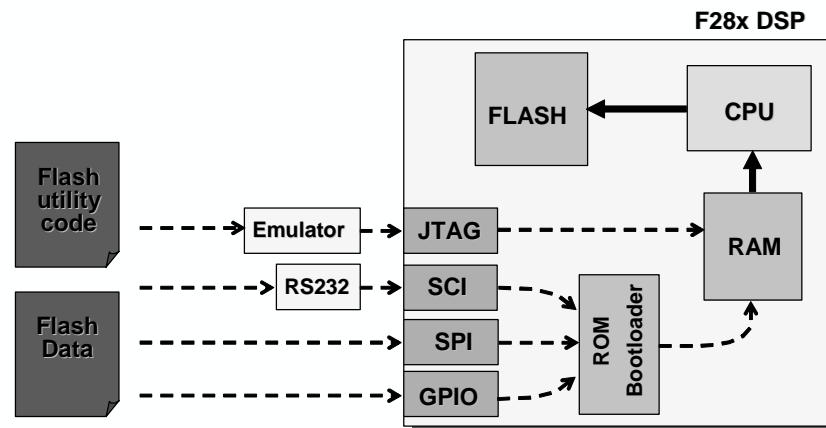 F28x DSP
FLASH
CPU
Flash
utility
code
Emulator
JTAG
RAM
RS232
SCI
Flash
Data
SPI
ROM
Bootloader
GPIO